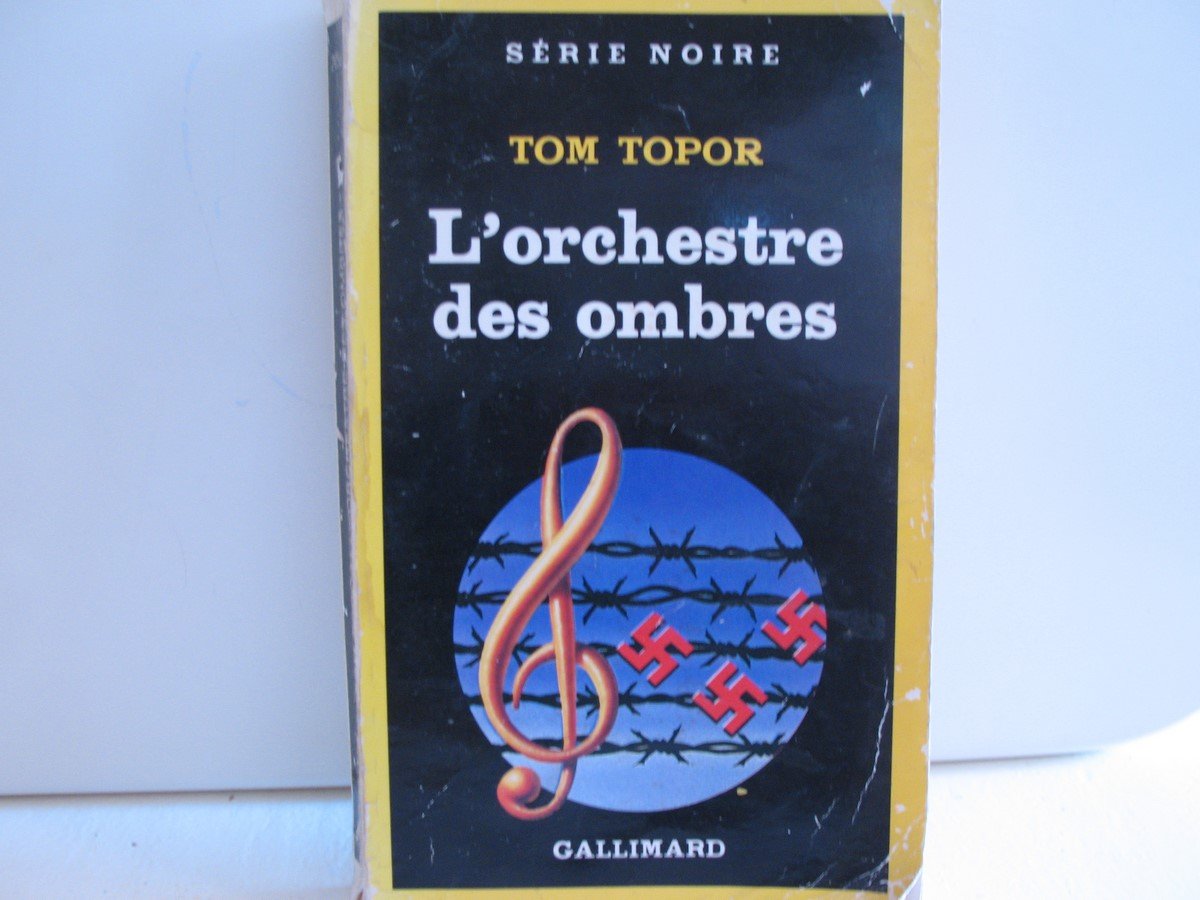 SÉRIE NOIRE
TOM TOPOR
L'orchestre
des ombres
GALLIMARD